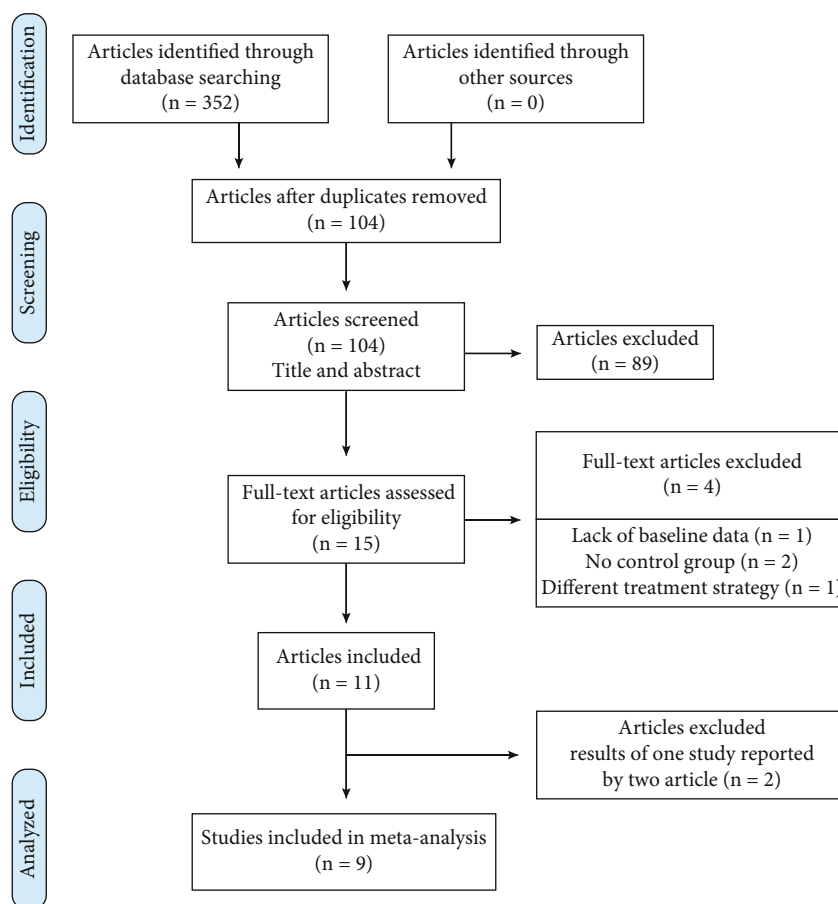 Identification
Articles identified through
database searching
(n = 352)
Articles identified through
other sources
(n = 0)
Screening
Articles after duplicates removed
(n = 104)
Articles screened
(n = 104)
Title and abstract
Articles excluded
(n = 89)
Eligibility
Full-text articles assessed
for eligibility
(n = 15)
Full-text articles excluded
(n = 4)
Lack of baseline data (n = 1)
No control group (n = 2)
Different treatment strategy (n = 1)
Included
Articles included
(n = 11)
Articles excluded
results of one study reported
by two article (n = 2)
Analyzed
Studies included in meta-analysis
(n = 9)